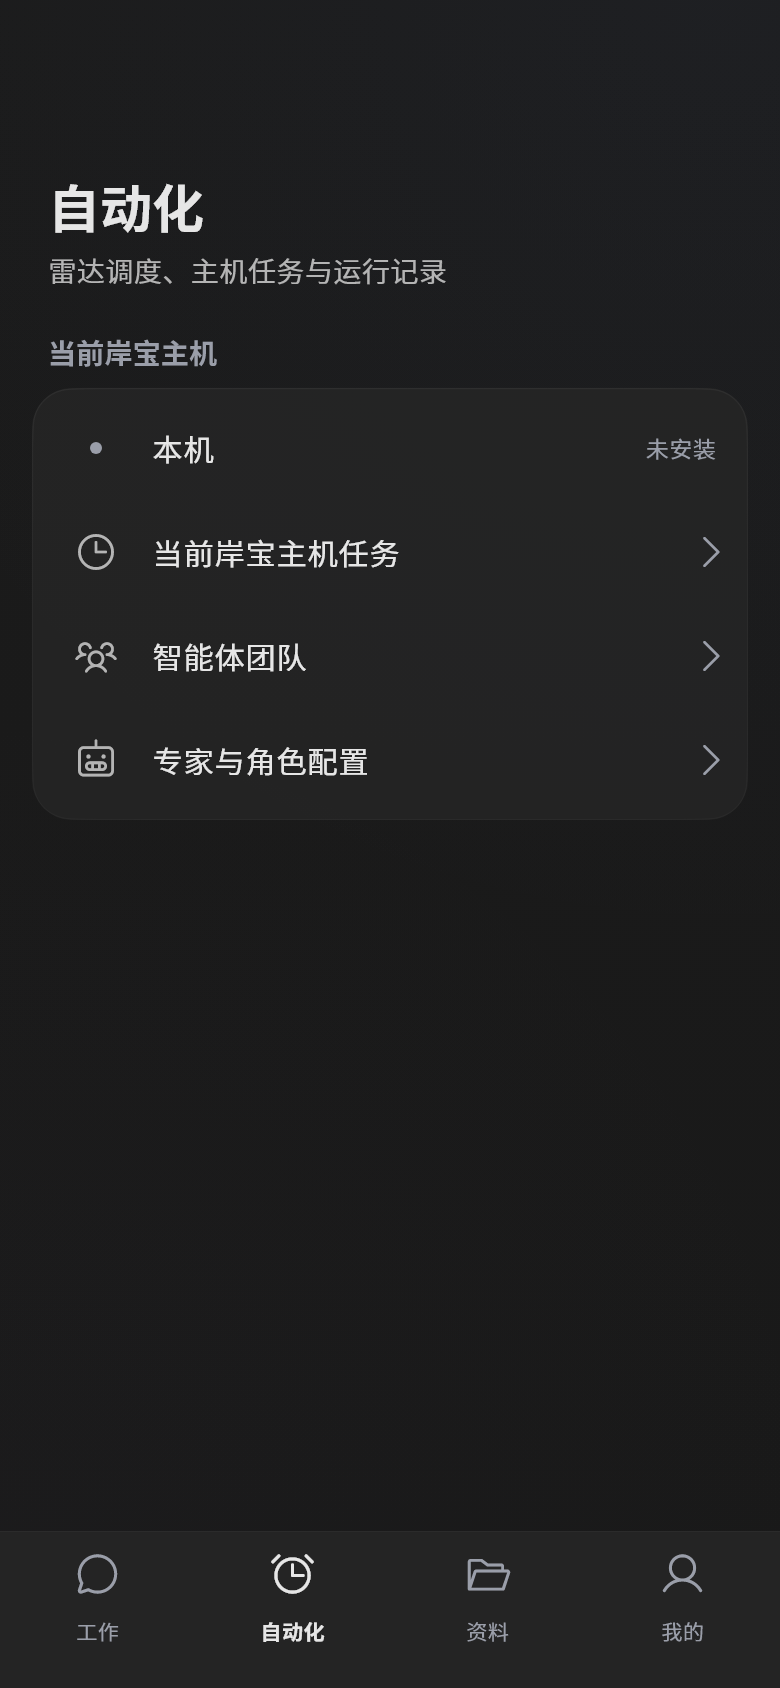 自动化
雷达调度、主机任务与运行记录
当前岸宝主机
本机
未安装
当前岸宝主机任务
智能体团队
专家与角色配置
工作
自动化
资料
我的